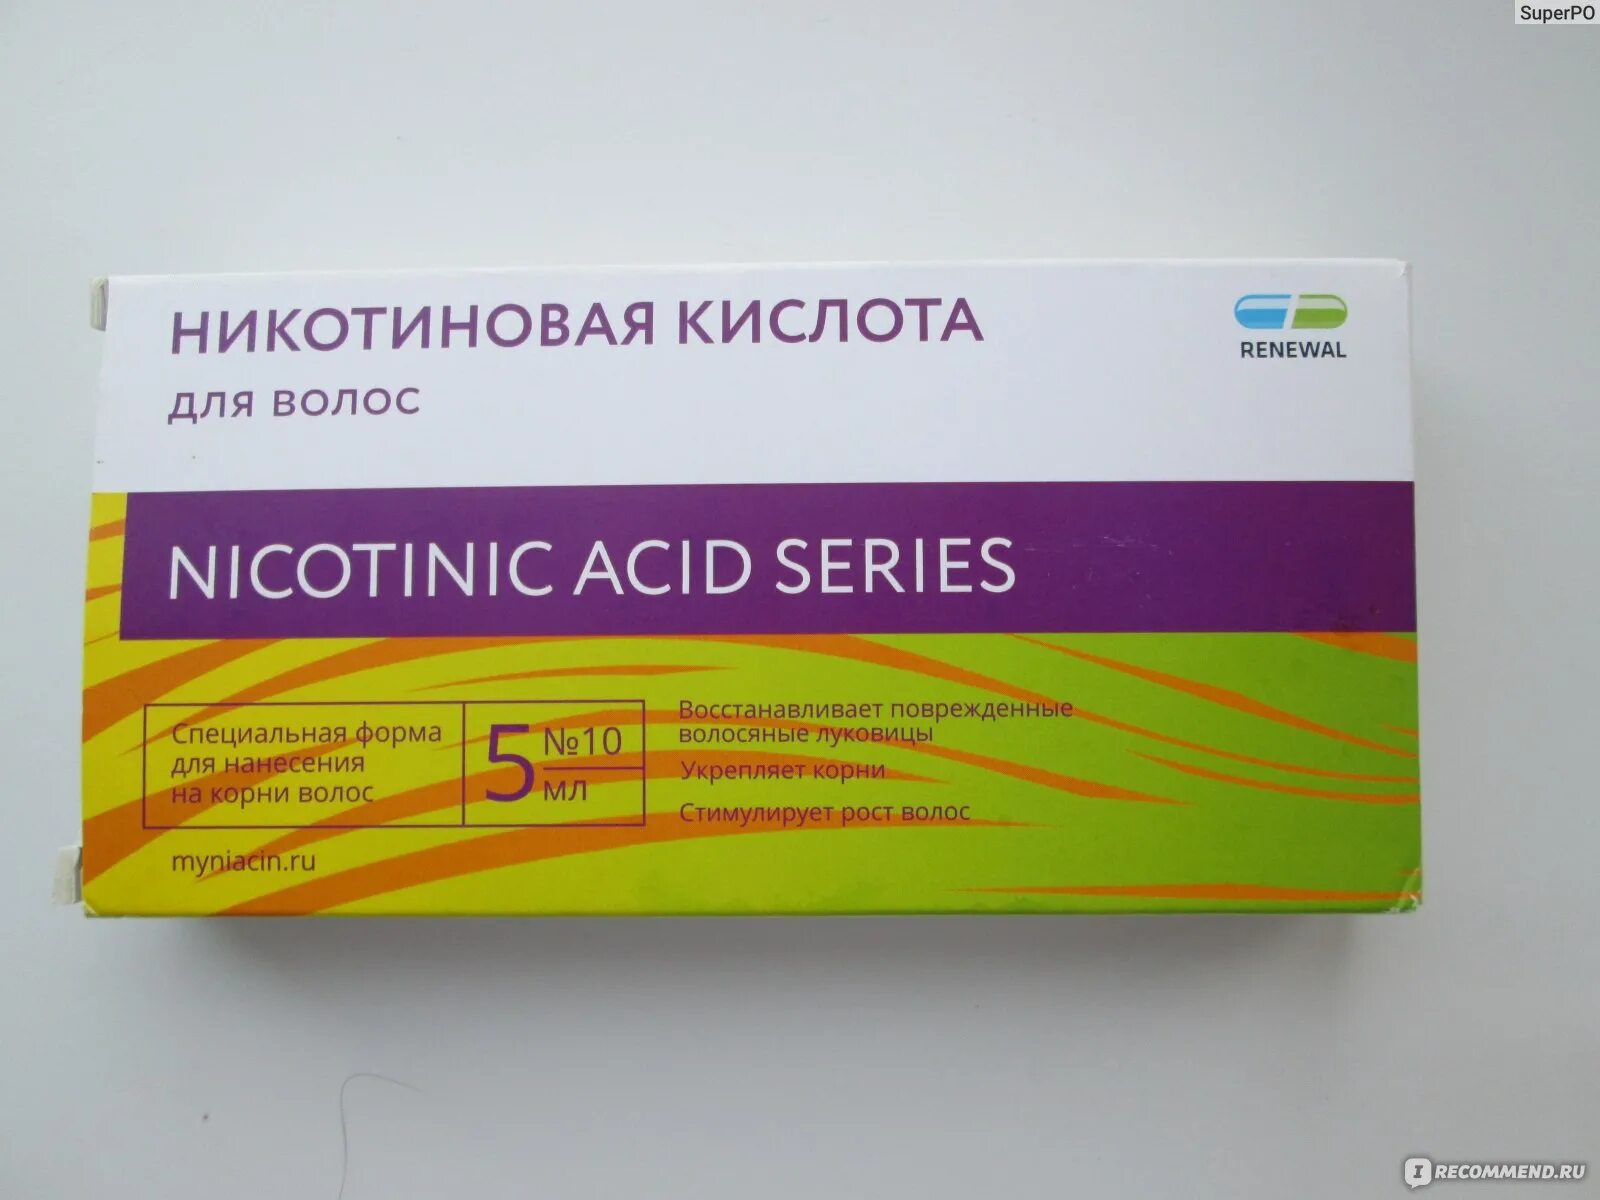 SuperPO
НИКОТИНОВАЯ КИСЛОТА
ДЛЯ ВОЛОС
RENEWAL
NICOTINIC ACID SERIES
Специальная форма
для нанесения
на корни волос
5 №10
мл
Восстанавливает поврежденные
волосяные луковицы
Укрепляет корни
Стимулирует рост волос
myniacin.ru
IRECOMMEND.RU